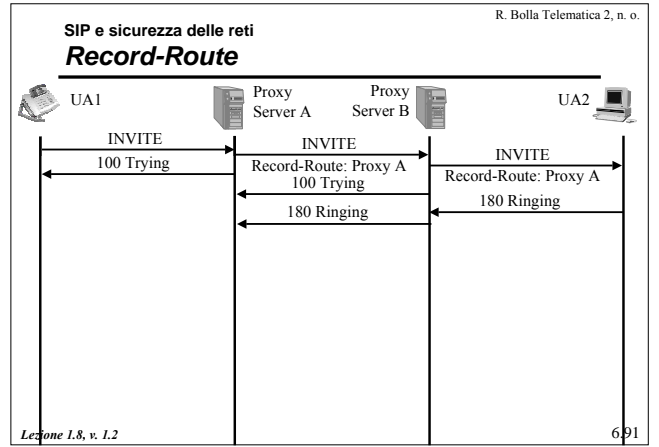 R. Bolla Telematica 2, n. o.
SIP e sicurezza delle reti
Record-Route
UA1
Proxy
Server A
Proxy
Server B
UA2
INVITE
100 Trying
INVITE
Record-Route: Proxy A
100 Trying
180 Ringing
INVITE
Record-Route: Proxy A
180 Ringing
Lezione 1.8, v. 1.2
6.91